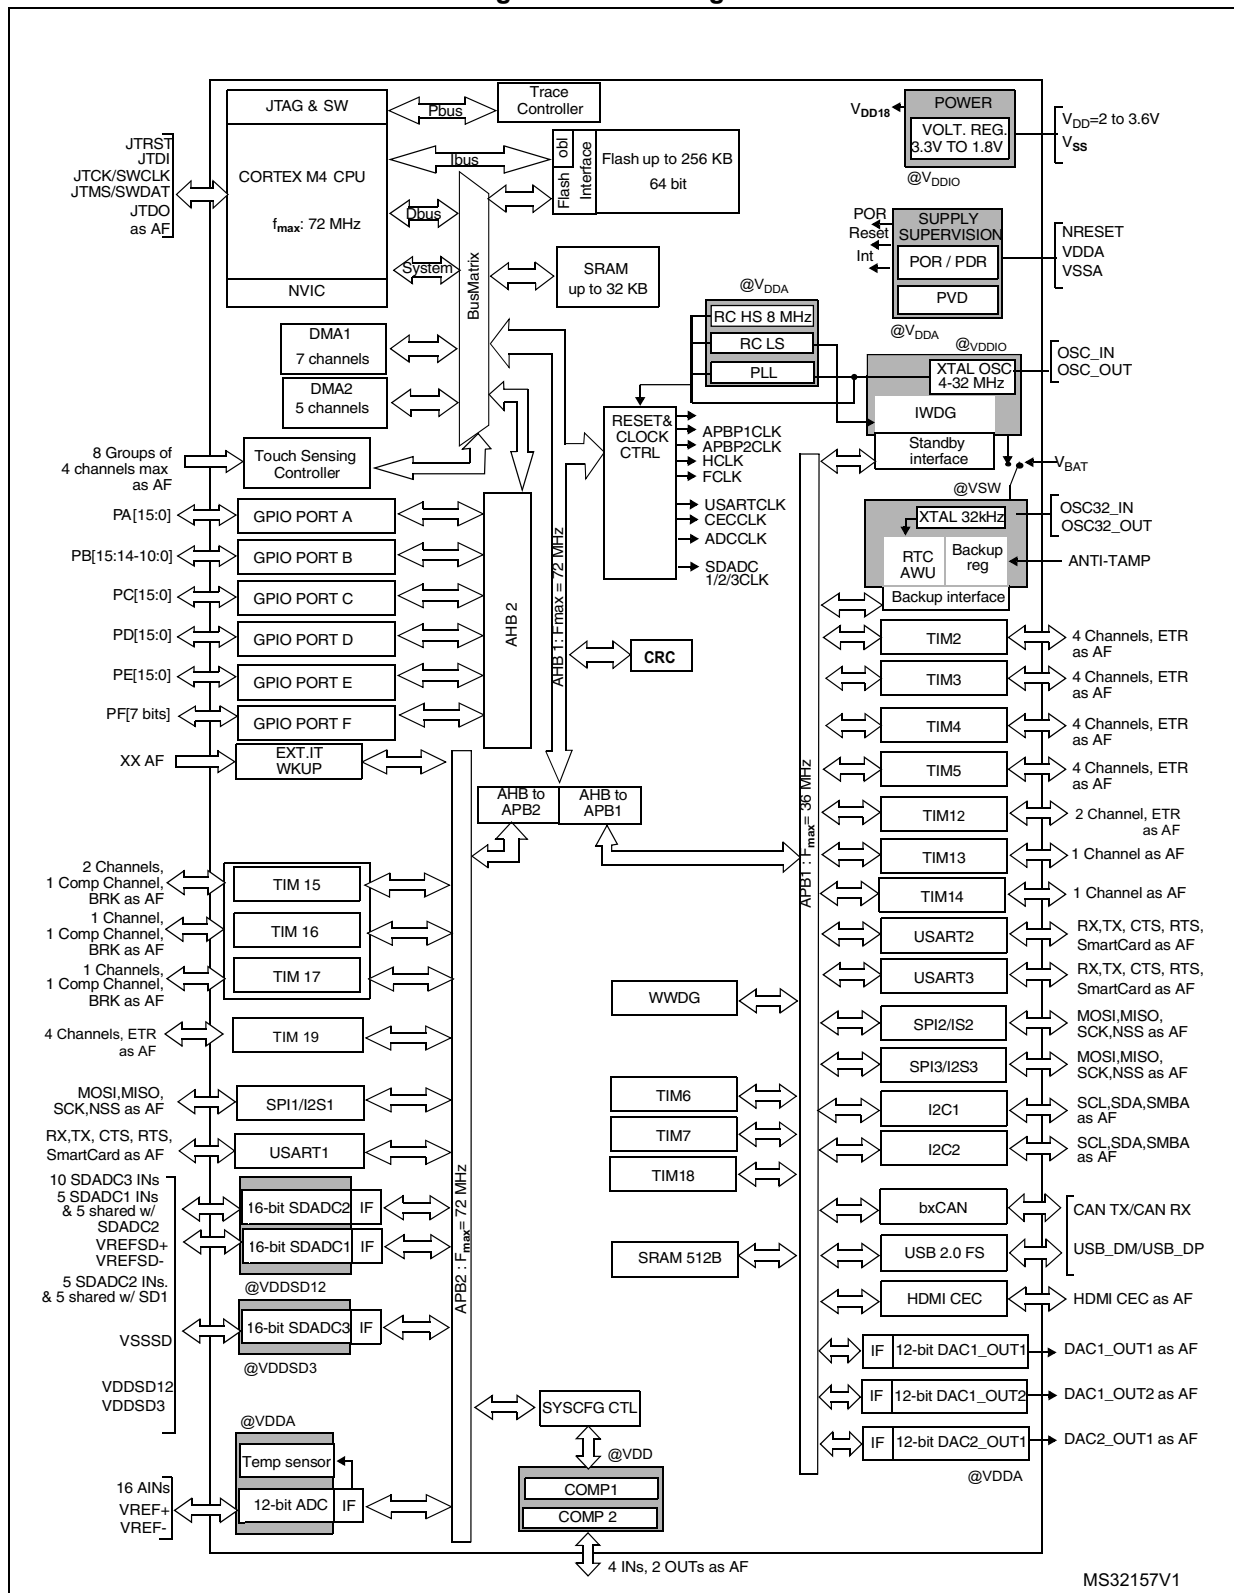 JTAG & SW
Pbus
Trace
Controller
JTRST
JTDI
JTCK/SWCLK
JTMS/SWDAT
JTDO
as AF
CORTEX M4 CPU
fmax: 72 MHz
NVIC
Ibus
Dbus
System
BusMatrix
Flash
obl
Interface
Flash up to 256 KB
64 bit
SRAM
up to 32 KB
VDD18
POWER
VOLT. REG.
3.3V TO 1.8V
VDD=2 to 3.6V
VSS
@VDDIO
POR
Reset
Int
SUPPLY
SUPERVISION
POR / PDR
PVD
NRESET
VDDA
VSSA
@VDDA
@VDDA
RC HS 8 MHz
RC LS
PLL
@VDDIO
XTAL OSC
4-32 MHz
IWDG
Standby
interface
OSC_IN
OSC_OUT
DMA1
7 channels
DMA2
5 channels
8 Groups of
4 channels max
as AF
Touch Sensing
Controller
RESET&
CLOCK
CTRL
APBP1CLK
APBP2CLK
HCLK
FCLK
USARTCLK
CECCLK
ADCCLK
SDADC
1/2/3CLK
VBAT
@VSW
XTAL 32kHz
OSC32_IN
OSC32_OUT
RTC
AWU
Backup
reg
ANTI-TAMP
Backup interface
PA[15:0]
GPIO PORT A
PB[15:14-10:0]
GPIO PORT B
PC[15:0]
GPIO PORT C
PD[15:0]
GPIO PORT D
PE[15:0]
GPIO PORT E
PF[7 bits]
GPIO PORT F
XX AF
EXT.IT
WKUP
AHB 2
AHB 1: Fmax = 72 MHz
CRC
AHB to
APB2
AHB to
APB1
APB1 : Fmax= 36 MHz
APB2 : Fmax= 72 MHz
TIM2
4 Channels, ETR
as AF
TIM3
4 Channels, ETR
as AF
TIM4
4 Channels, ETR
as AF
TIM5
4 Channels, ETR
as AF
TIM12
2 Channel, ETR
as AF
TIM13
1 Channel as AF
TIM14
1 Channel as AF
USART2
RX,TX, CTS, RTS,
SmartCard as AF
USART3
RX,TX, CTS, RTS,
SmartCard as AF
SPI2/IS2
MOSI,MISO,
SCK,NSS as AF
SPI3/I2S3
MOSI,MISO,
SCK,NSS as AF
I2C1
SCL,SDA,SMBA
as AF
I2C2
SCL,SDA,SMBA
as AF
bxCAN
CAN TX/CAN RX
USB 2.0 FS
USB_DM/USB_DP
HDMI CEC
HDMI CEC as AF
IF
12-bit DAC1_OUT1
DAC1_OUT1 as AF
IF
12-bit DAC1_OUT2
DAC1_OUT2 as AF
IF
12-bit DAC2_OUT1
DAC2_OUT1 as AF
@VDDA
2 Channels,
1 Comp Channel,
BRK as AF
TIM 15
1 Channel,
1 Comp Channel,
BRK as AF
TIM 16
1 Channels,
1 Comp Channel,
BRK as AF
TIM 17
4 Channels, ETR
as AF
TIM 19
MOSI,MISO,
SCK,NSS as AF
SPI1/I2S1
RX,TX, CTS, RTS,
SmartCard as AF
USART1
WWDG
TIM6
TIM7
TIM18
SRAM 512B
10 SDADC3 INs
5 SDADC1 INs
& 5 shared w/
SDADC2
VREFSD+
VREFSD-
5 SDADC2 INs.
& 5 shared w/ SD1
VSSSD
VDDSD12
VDDSD3
16-bit SDADC2
IF
16-bit SDADC1
IF
@VDDSD12
16-bit SDADC3
IF
@VDDSD3
@VDDA
Temp sensor
12-bit ADC
IF
16 AINs
VREF+
VREF-
SYSCFG CTL
@VDD
COMP1
COMP 2
4 INs, 2 OUTs as AF
MS32157V1